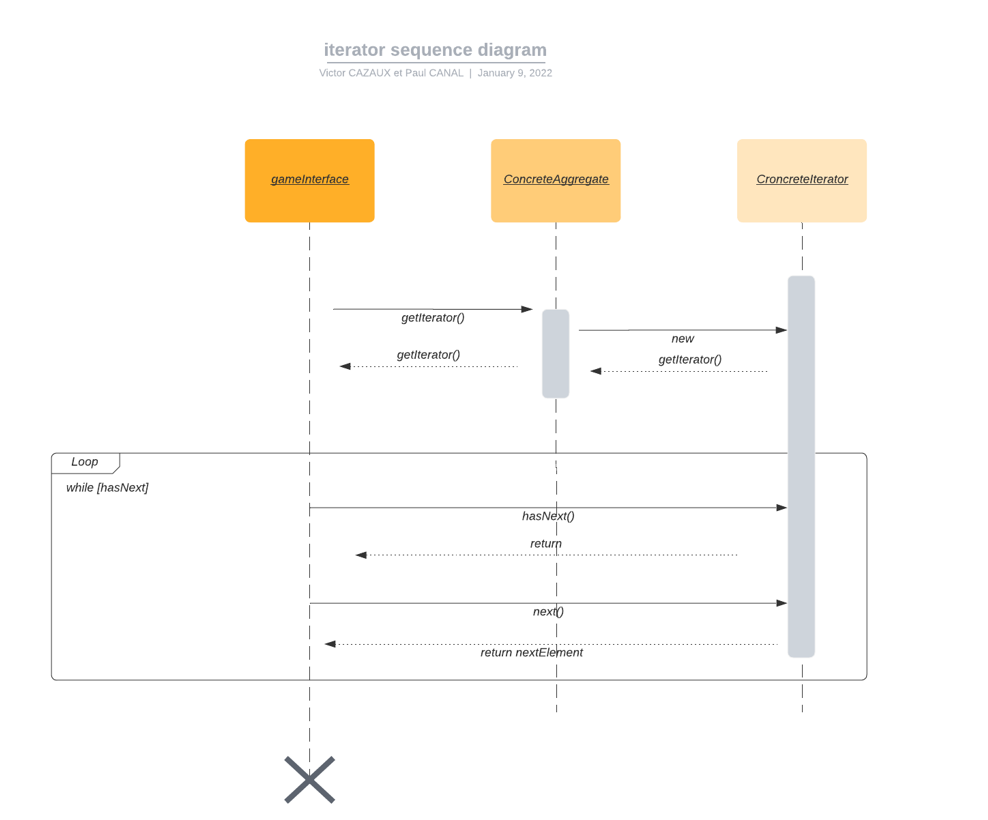 iterator sequence diagram
Victor CAZAUX et Paul CANAL | January 9, 2022
gameInterface
ConcreteAggregate
CroncreteIterator
getIterator()
new
getIterator()
getIterator()
Loop
while [hasNext]
hasNext()
return
next()
return nextElement